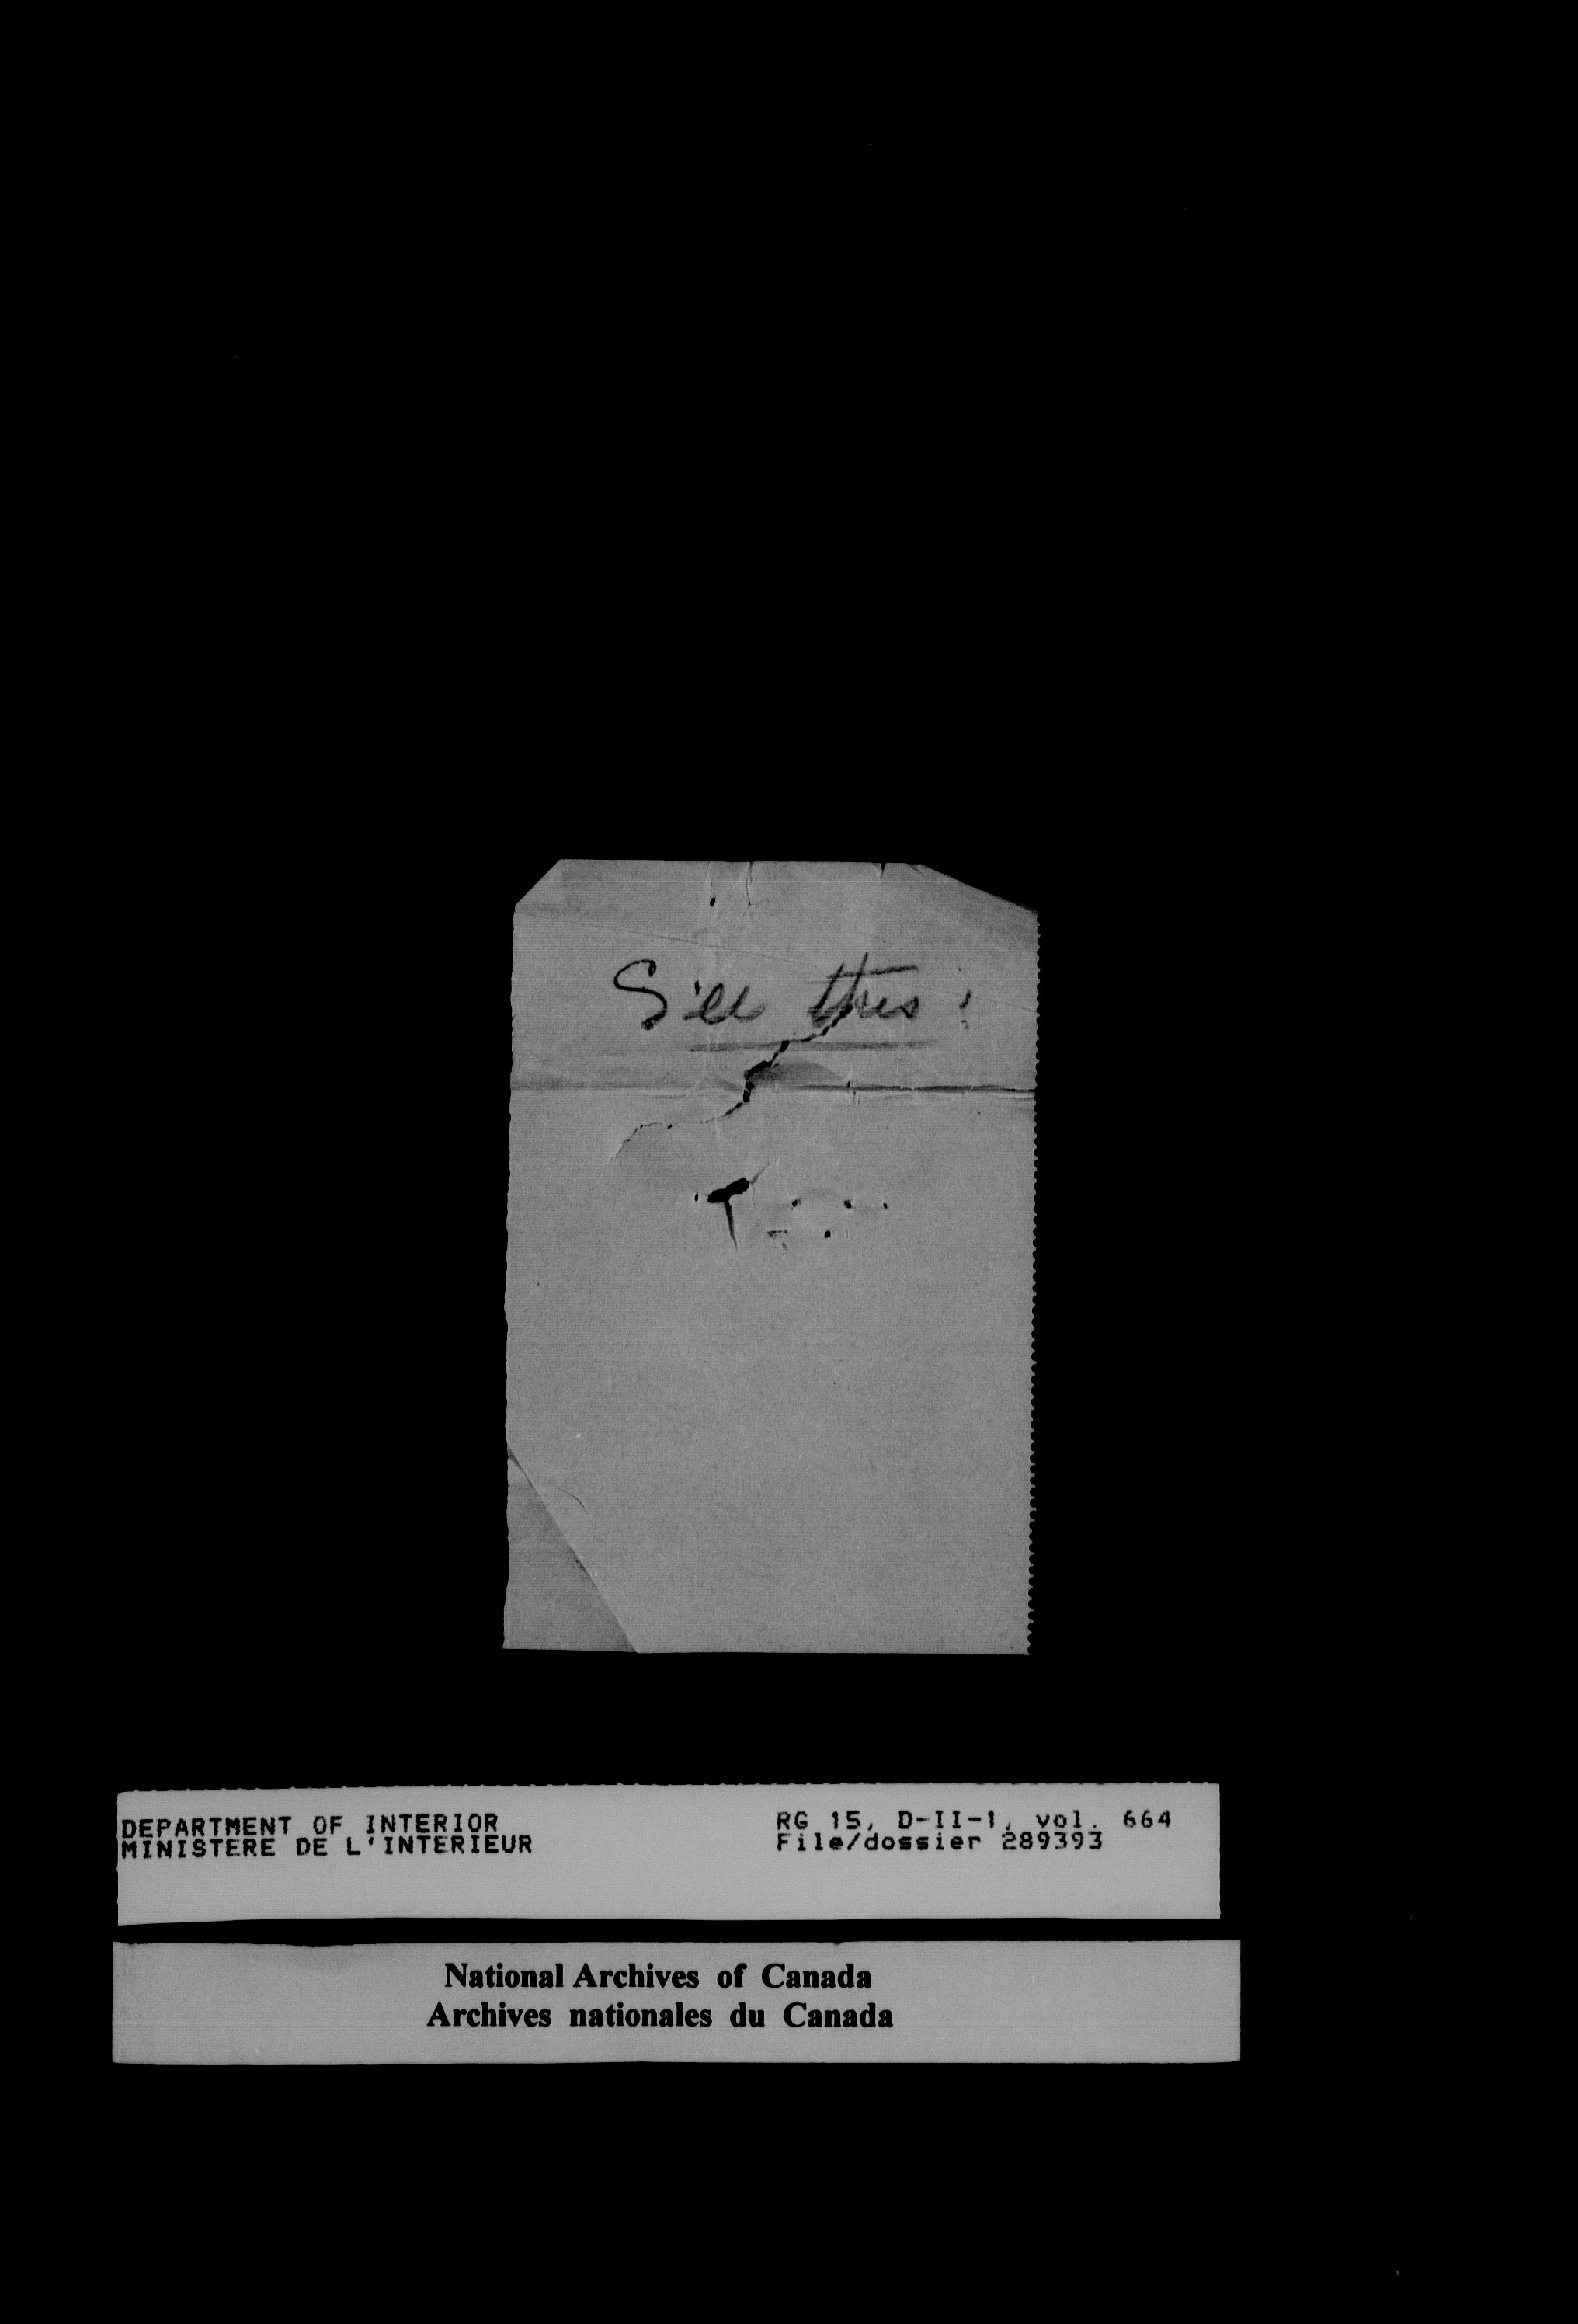 See this!
DEPARTMENT OF INTERIOR
MINISTERE DE L'INTERIEUR
RG 15, D-II-1, vol. 664
File/dossier 289393
National Archives of Canada
Archives nationales du Canada